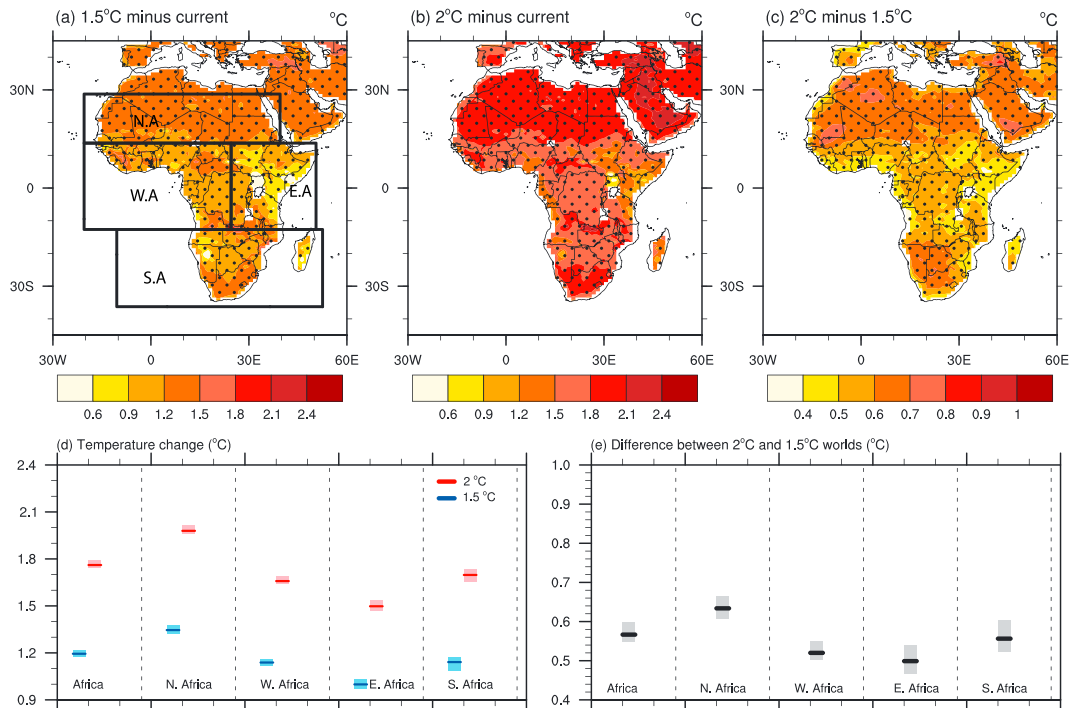 (a) 1.5°C minus current °C
(b) 2°C minus current °C
(c) 2°C minus 1.5°C °C
30N
0
30S
N.A
W.A
E.A
S.A
30N
0
30S
30W 0 30E 60E
30W 0 30E 60E
30W 0 30E 60E
0.6 0.9 1.2 1.5 1.8 2.1 2.4
0.6 0.9 1.2 1.5 1.8 2.1 2.4
0.4 0.5 0.6 0.7 0.8 0.9 1
(d) Temperature change (°C)
2.4
2.1
1.8
1.5
1.2
0.9
2 °C
1.5 °C
Africa N. Africa W. Africa E. Africa S. Africa
(e) Difference between 2°C and 1.5°C worlds (°C)
1.0
0.9
0.8
0.7
0.6
0.5
0.4
Africa N. Africa W. Africa E. Africa S. Africa